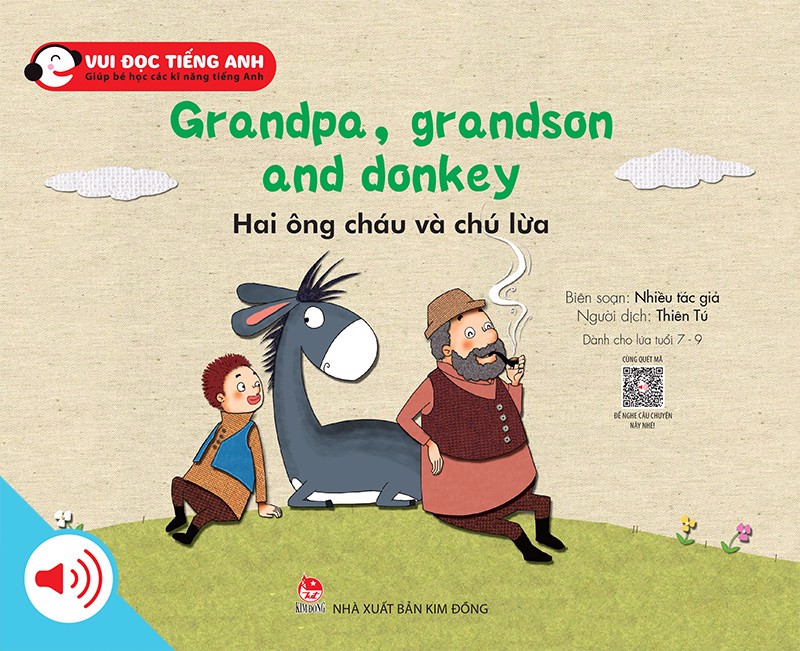 VUI ĐỌC TIẾNG ANH
Giúp bé học các kĩ năng tiếng Anh
Grandpa, grandson
and donkey
Hai ông cháu và chú lừa
Biên soạn: Nhiều tác giả
Người dịch: Thiên Tú
Dành cho lứa tuổi 7 - 9
CÙNG QUÉT MÃ
ĐỂ NGHE CÂU CHUYỆN
NÀY NHÉ!
KIM ĐỒNG
NHÀ XUẤT BẢN KIM ĐỒNG